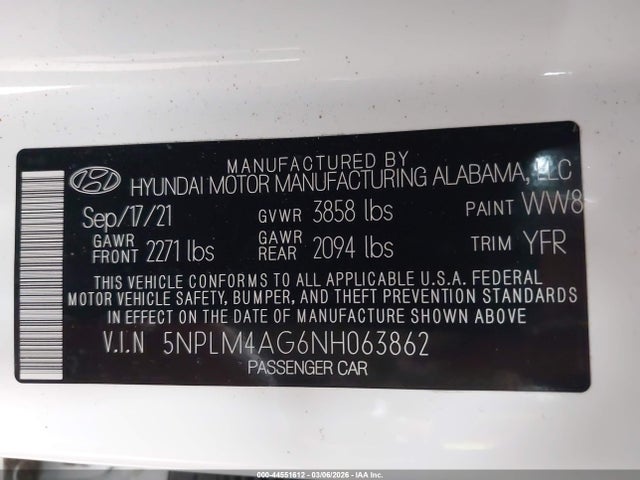 MANUFACTURED BY
HYUNDAI MOTOR MANUFACTURING ALABAMA, LLC
Sep/17/21 GVWR 3858 lbs PAINT WW8
GAWR FRONT 2271 lbs GAWR REAR 2094 lbs TRIM YFR
THIS VEHICLE CONFORMS TO ALL APPLICABLE U.S.A. FEDERAL
MOTOR VEHICLE SAFETY, BUMPER, AND THEFT PREVENTION STANDARDS
IN EFFECT ON THE DATE OF MANUFACTURE SHOWN ABOVE.
V.I.N 5NPLM4AG6NH063862
PASSENGER CAR
000-44551612 - 03/06/2026 - IAA Inc.